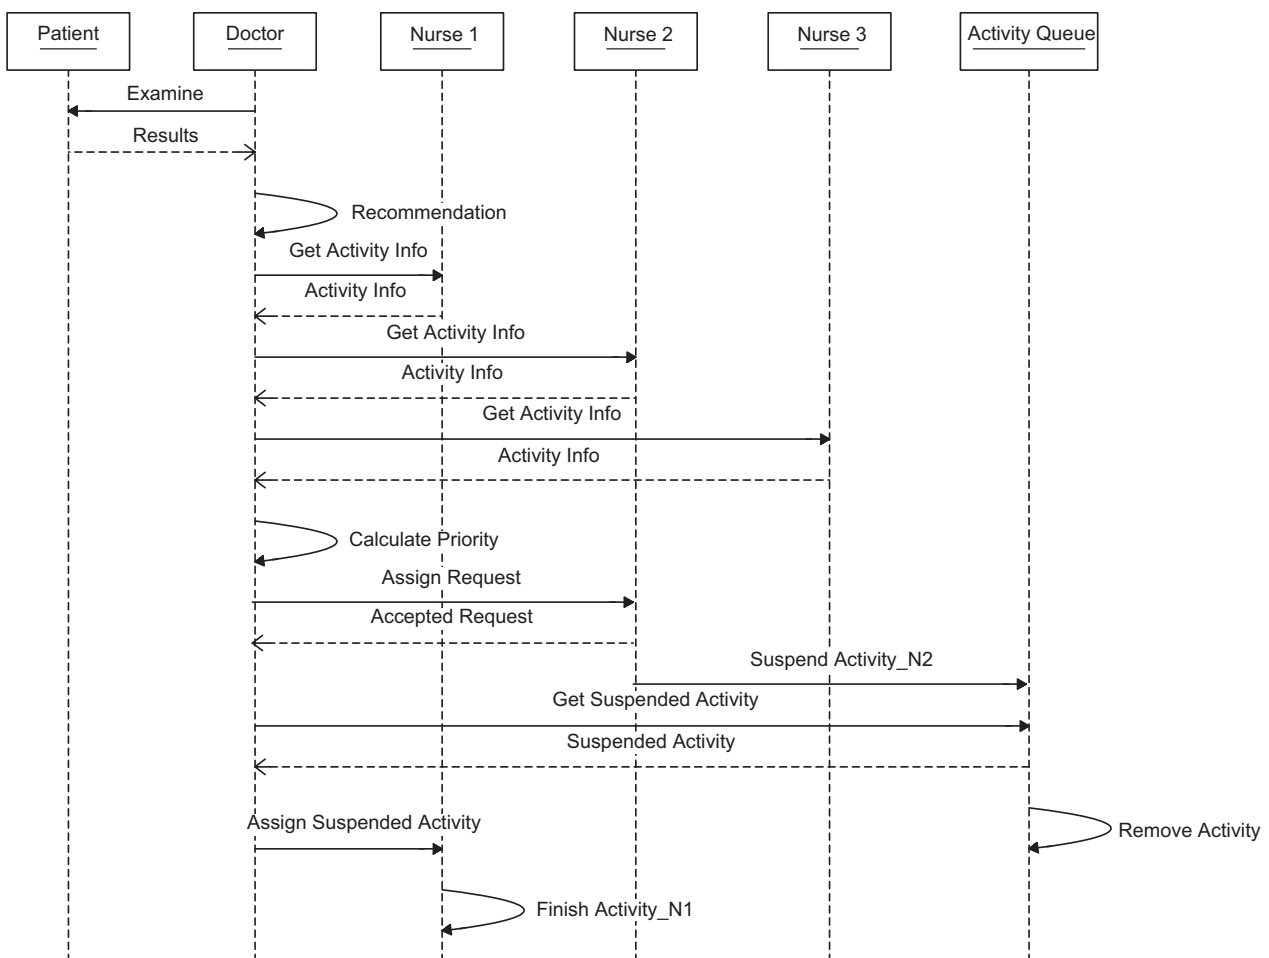 Patient
Doctor
Nurse 1
Nurse 2
Nurse 3
Activity Queue
Examine
Results
Recommendation
Get Activity Info
Activity Info
Get Activity Info
Activity Info
Get Activity Info
Activity Info
Calculate Priority
Assign Request
Accepted Request
Suspend Activity_N2
Get Suspended Activity
Suspended Activity
Assign Suspended Activity
Remove Activity
Finish Activity_N1